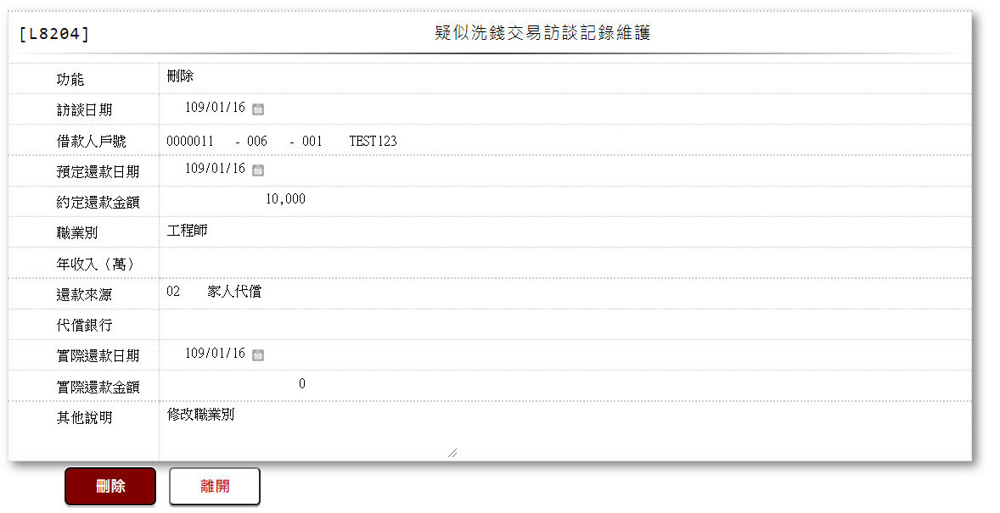 [L8204] 疑似洗錢交易訪談記錄維護
功能 刪除
訪談日期 109/01/16
借款人戶號 0000011 - 006 - 001 TEST123
預定還款日期 109/01/16
約定還款金額 10,000
職業別 工程師
年收入（萬）
還款來源 02 家人代償
代償銀行
實際還款日期 109/01/16
實際還款金額 0
其他說明 修改職業別
刪除 離開